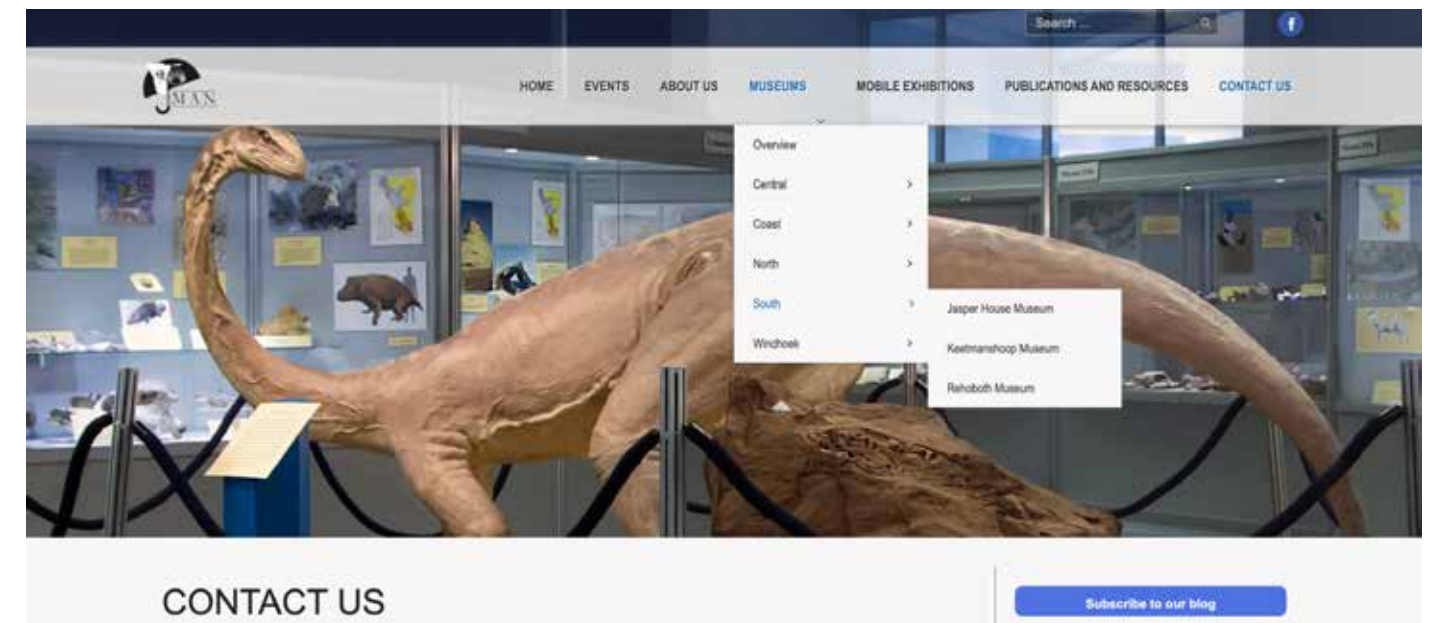 Search ...
f
MAN
HOME EVENTS ABOUT US MUSEUMS MOBILE EXHIBITIONS PUBLICATIONS AND RESOURCES CONTACT US
Overview
Central
Coast
North
South
Windhoek
Jasper House Museum
Keetmanshoop Museum
Rehoboth Museum
CONTACT US
Subscribe to our blog